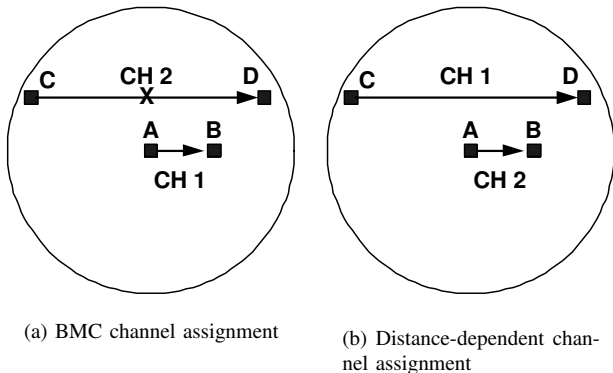 C CH 2 D
X
A B
CH 1
(a) BMC channel assignment
C CH 1 D
A B
CH 2
(b) Distance-dependent chan-
nel assignment